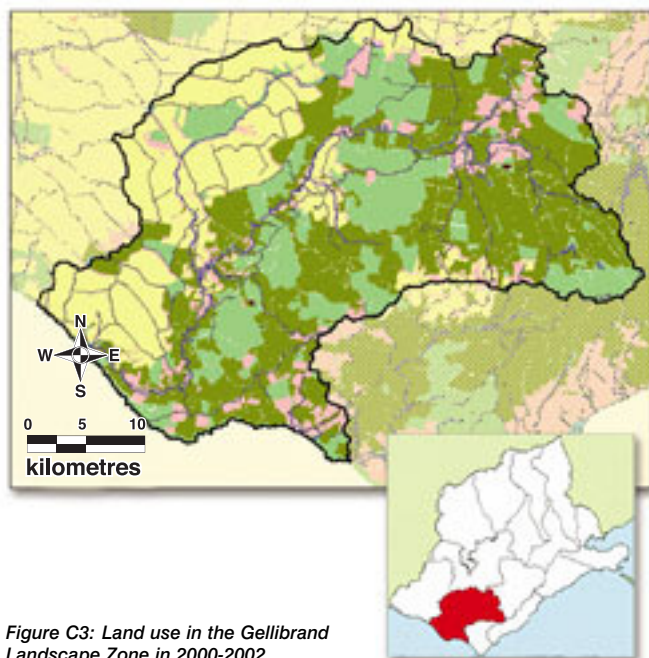 N
W E
S
0 5 10
kilometres
Figure C3: Land use in the Gellibrand
Landscape Zone in 2000-2002